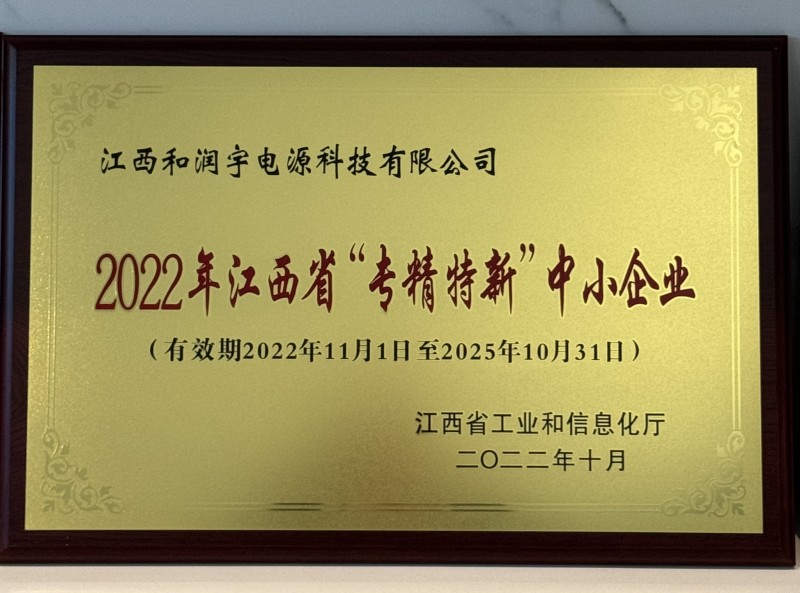 江西和润宇电源科技有限公司
2022年江西省“专精特新”中小企业
（有效期2022年11月1日至2025年10月31日）
江西省工业和信息化厅
二〇二二年十月